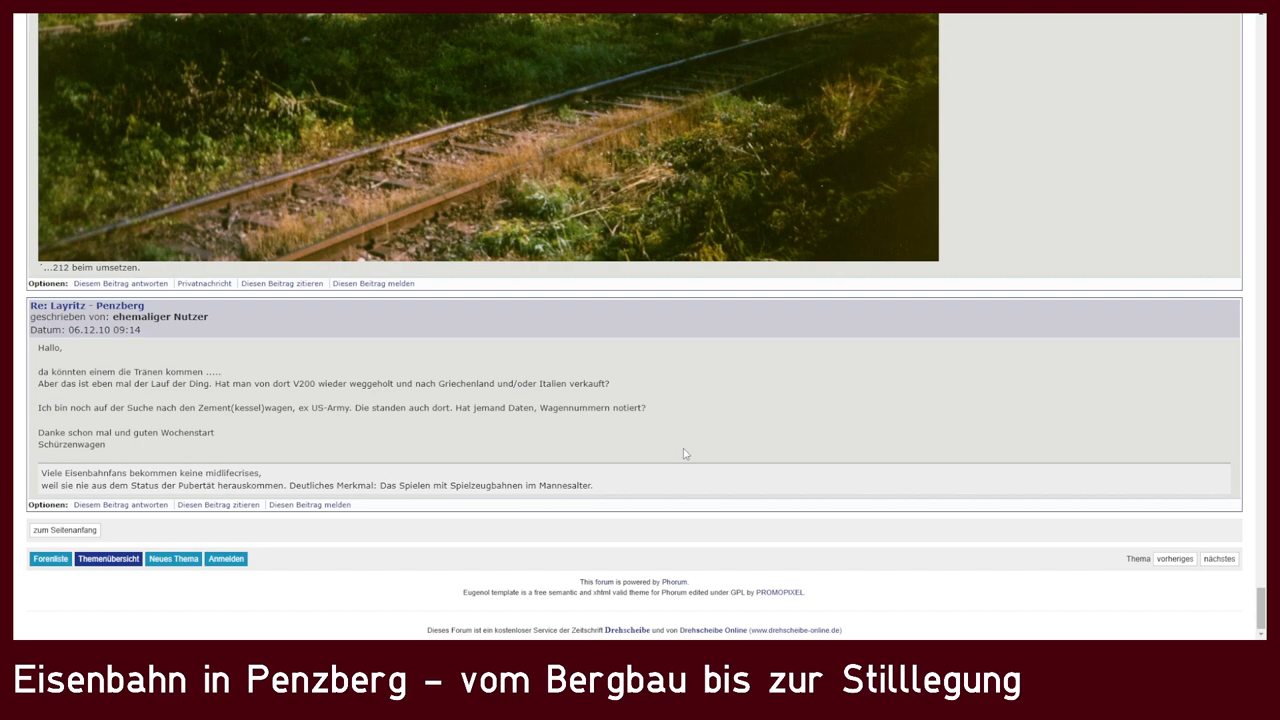 ´...212 beim umsetzen.
Optionen: Diesem Beitrag antworten Privatnachricht Diesen Beitrag zitieren Diesen Beitrag melden
Re: Layritz - Penzberg
geschrieben von: ehemaliger Nutzer
Datum: 06.12.10 09:14
Hallo,
da könnten einem die Tränen kommen .....
Aber das ist eben mal der Lauf der Ding. Hat man von dort V200 wieder weggeholt und nach Griechenland und/oder Italien verkauft?
Ich bin noch auf der Suche nach den Zement(kessel)wagen, ex US-Army. Die standen auch dort. Hat jemand Daten, Wagennummern notiert?
Danke schon mal und guten Wochenstart
Schürzenwagen
Viele Eisenbahnfans bekommen keine midlifecrises,
weil sie nie aus dem Status der Pubertät herauskommen. Deutliches Merkmal: Das Spielen mit Spielzeugbahnen im Mannesalter.
Optionen: Diesem Beitrag antworten Diesen Beitrag zitieren Diesen Beitrag melden
zum Seitenanfang
Forenliste Themenübersicht Neues Thema Anmelden Thema vorheriges nächstes
This forum is powered by Phorum.
Eugenol template is a free semantic and xhtml valid theme for Phorum edited under GPL by PROMOPIXEL.
Dieses Forum ist ein kostenloser Service der Zeitschrift Drehscheibe und von Drehscheibe Online (www.drehscheibe-online.de)
Eisenbahn in Penzberg – vom Bergbau bis zur Stilllegung